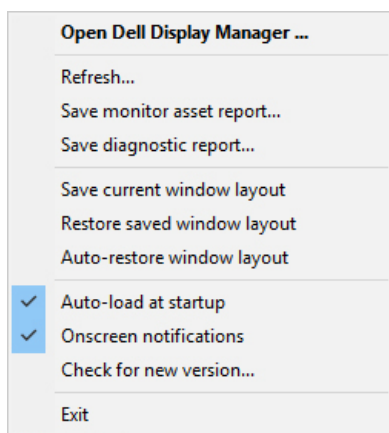 Open Dell Display Manager ...
Refresh...
Save monitor asset report...
Save diagnostic report...
Save current window layout
Restore saved window layout
Auto-restore window layout
Auto-load at startup
Onscreen notifications
Check for new version...
Exit